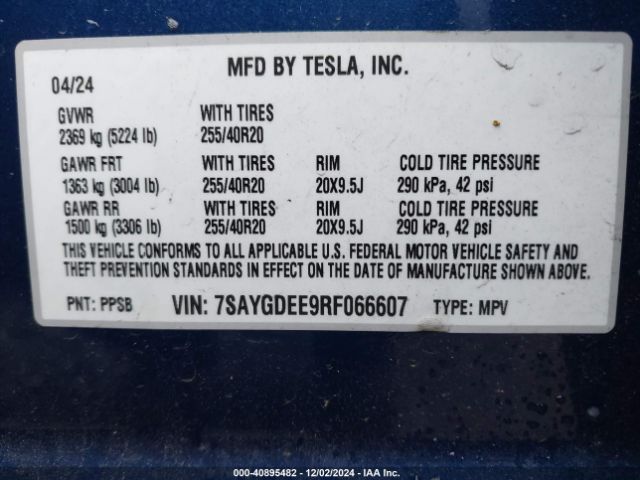 MFD BY TESLA, INC.
04/24
GVWR WITH TIRES
2369 kg (5224 lb) 255/40R20
GAWR FRT WITH TIRES RIM COLD TIRE PRESSURE
1363 kg (3004 lb) 255/40R20 20X9.5J 290 kPa, 42 psi
GAWR RR WITH TIRES RIM COLD TIRE PRESSURE
1500 kg (3306 lb) 255/40R20 20X9.5J 290 kPa, 42 psi
THIS VEHICLE CONFORMS TO ALL APPLICABLE U.S. FEDERAL MOTOR VEHICLE SAFETY AND
THEFT PREVENTION STANDARDS IN EFFECT ON THE DATE OF MANUFACTURE SHOWN ABOVE.
PNT: PPSB VIN: 7SAYGDEE9RF066607 TYPE: MPV
000-40895482 - 12/02/2024 - IAA Inc.